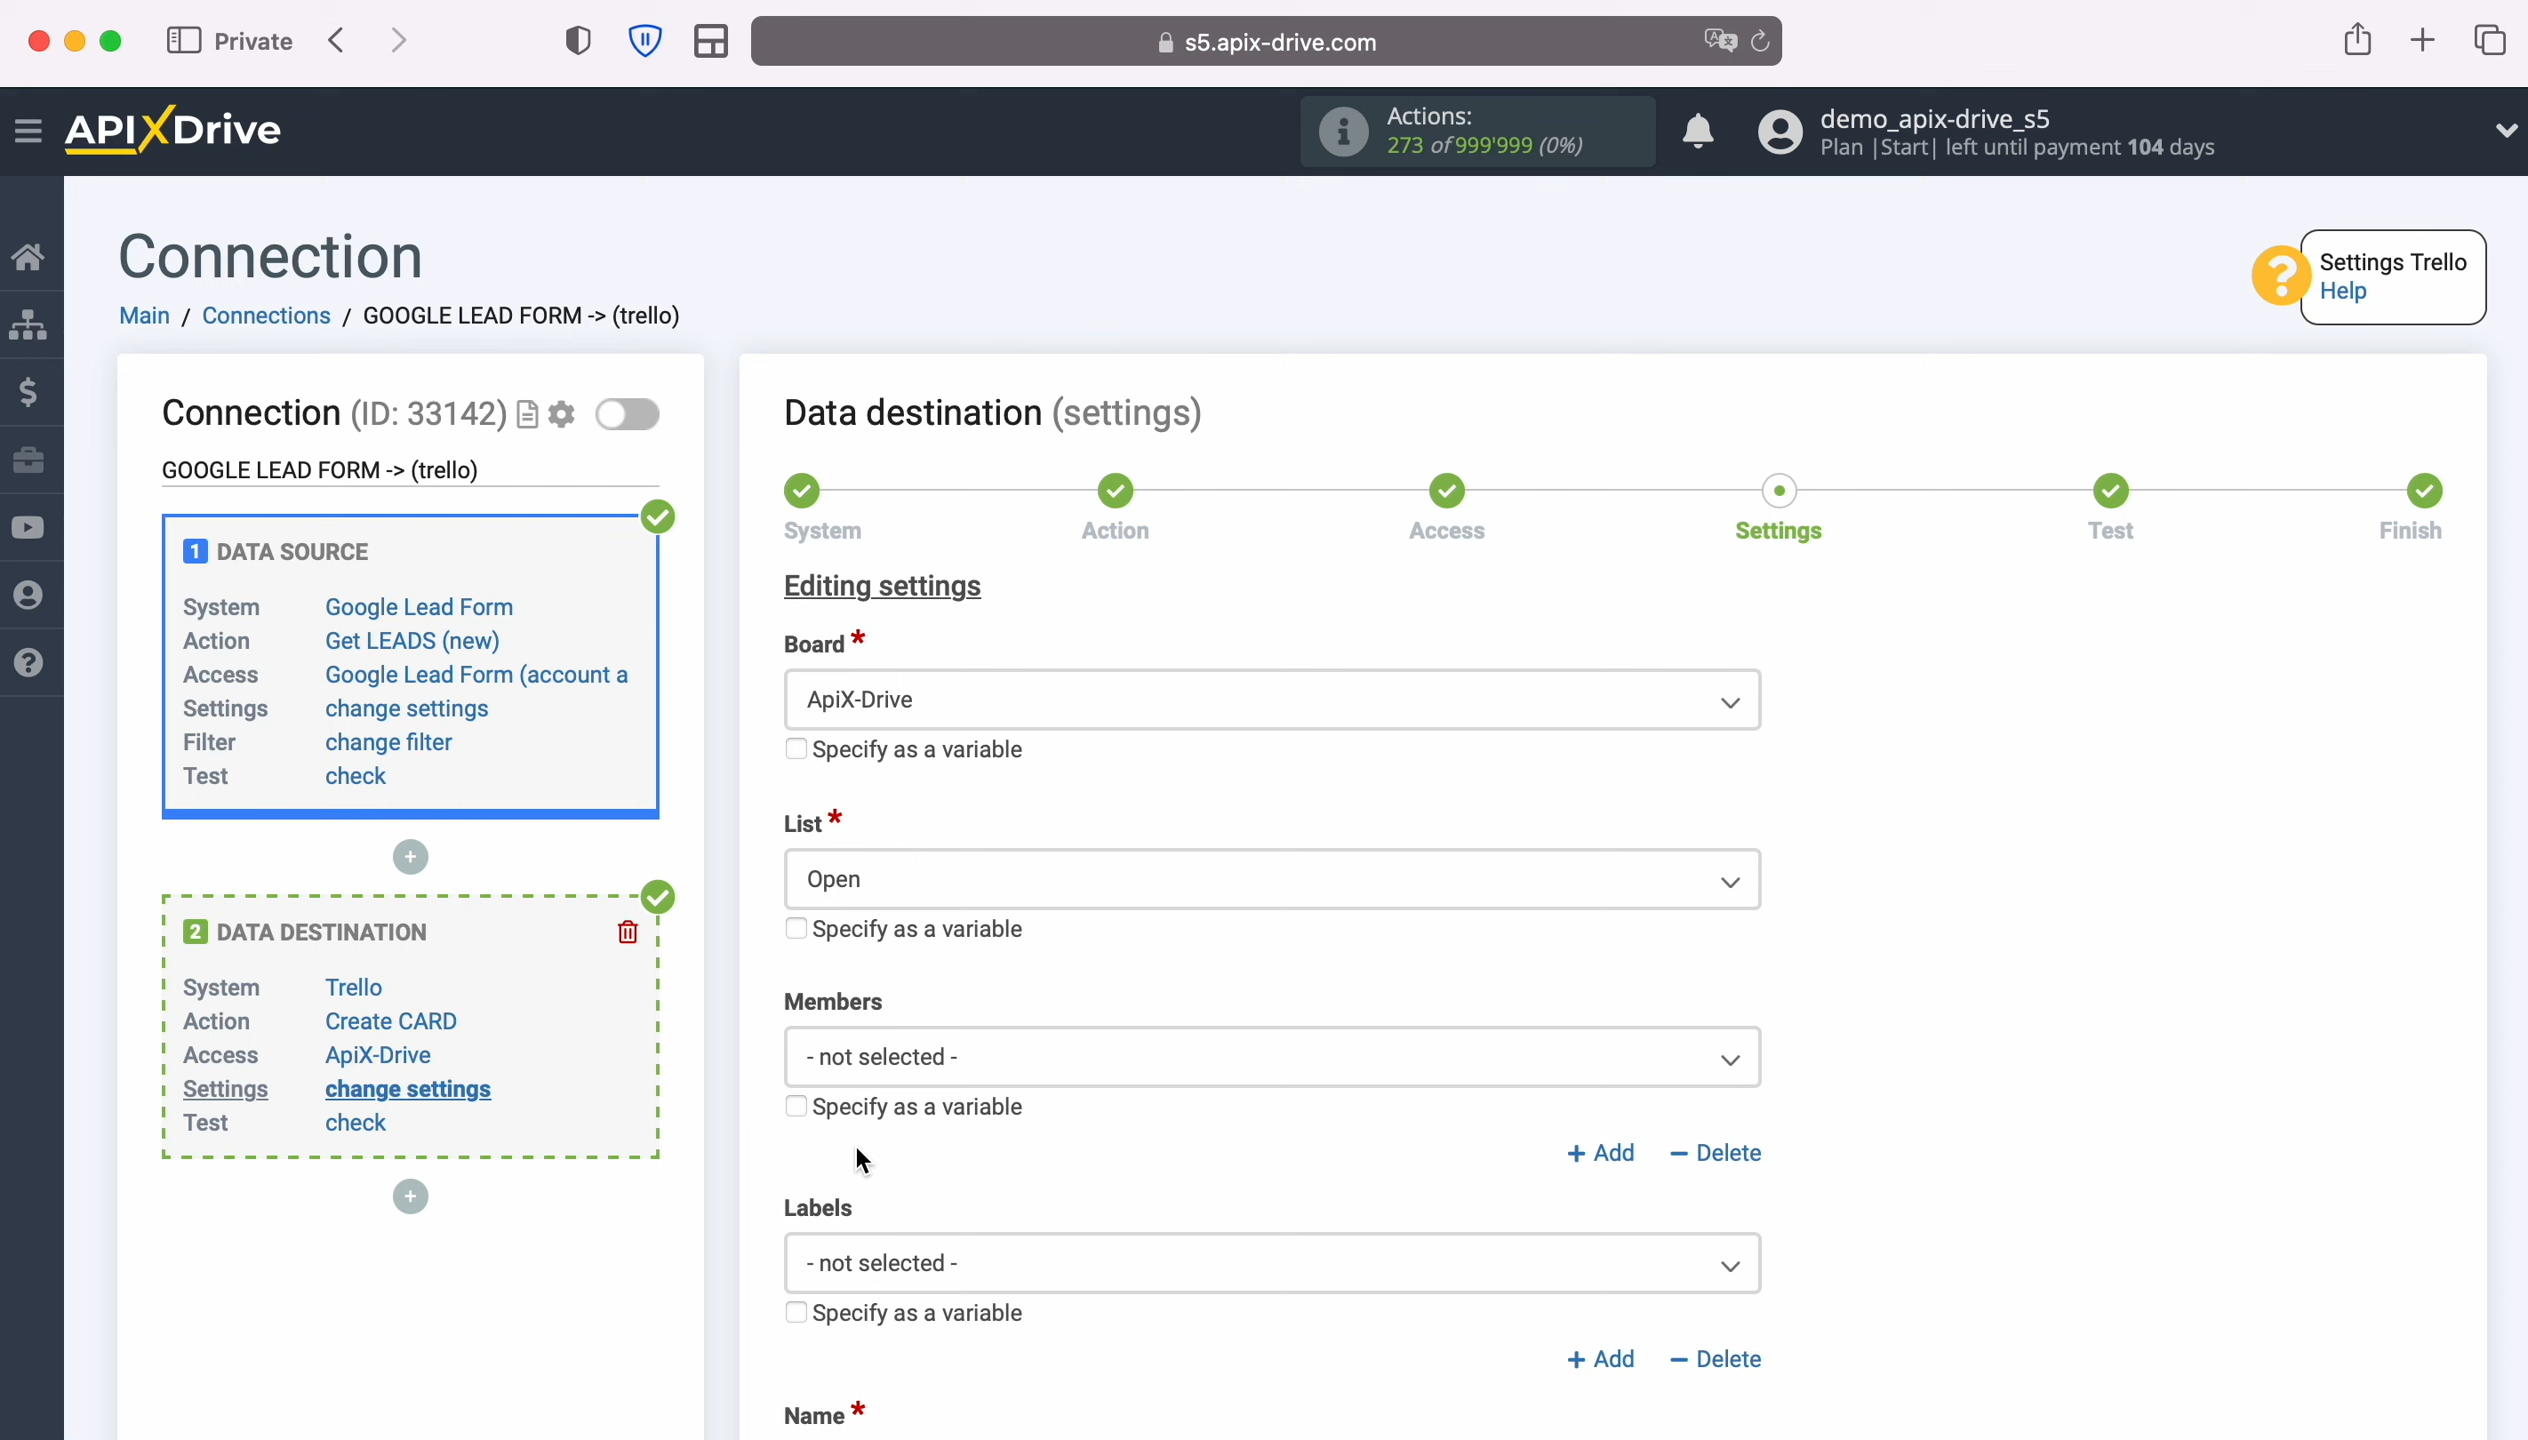 Private
s5.apix-drive.com
APIXDrive
Actions:
273 of 999'999 (0%)
demo_apix-drive_s5
Plan |Start| left until payment 104 days
Connection
Main / Connections / GOOGLE LEAD FORM -> (trello)
Settings Trello
Help
Connection (ID: 33142)
GOOGLE LEAD FORM -> (trello)
1 DATA SOURCE
System Google Lead Form
Action Get LEADS (new)
Access Google Lead Form (account a
Settings change settings
Filter change filter
Test check
+
2 DATA DESTINATION
System Trello
Action Create CARD
Access ApiX-Drive
Settings change settings
Test check
+
Data destination (settings)
System Action Access Settings Test Finish
Editing settings
Board *
ApiX-Drive
Specify as a variable
List *
Open
Specify as a variable
Members
- not selected -
Specify as a variable
+ Add − Delete
Labels
- not selected -
Specify as a variable
+ Add − Delete
Name *